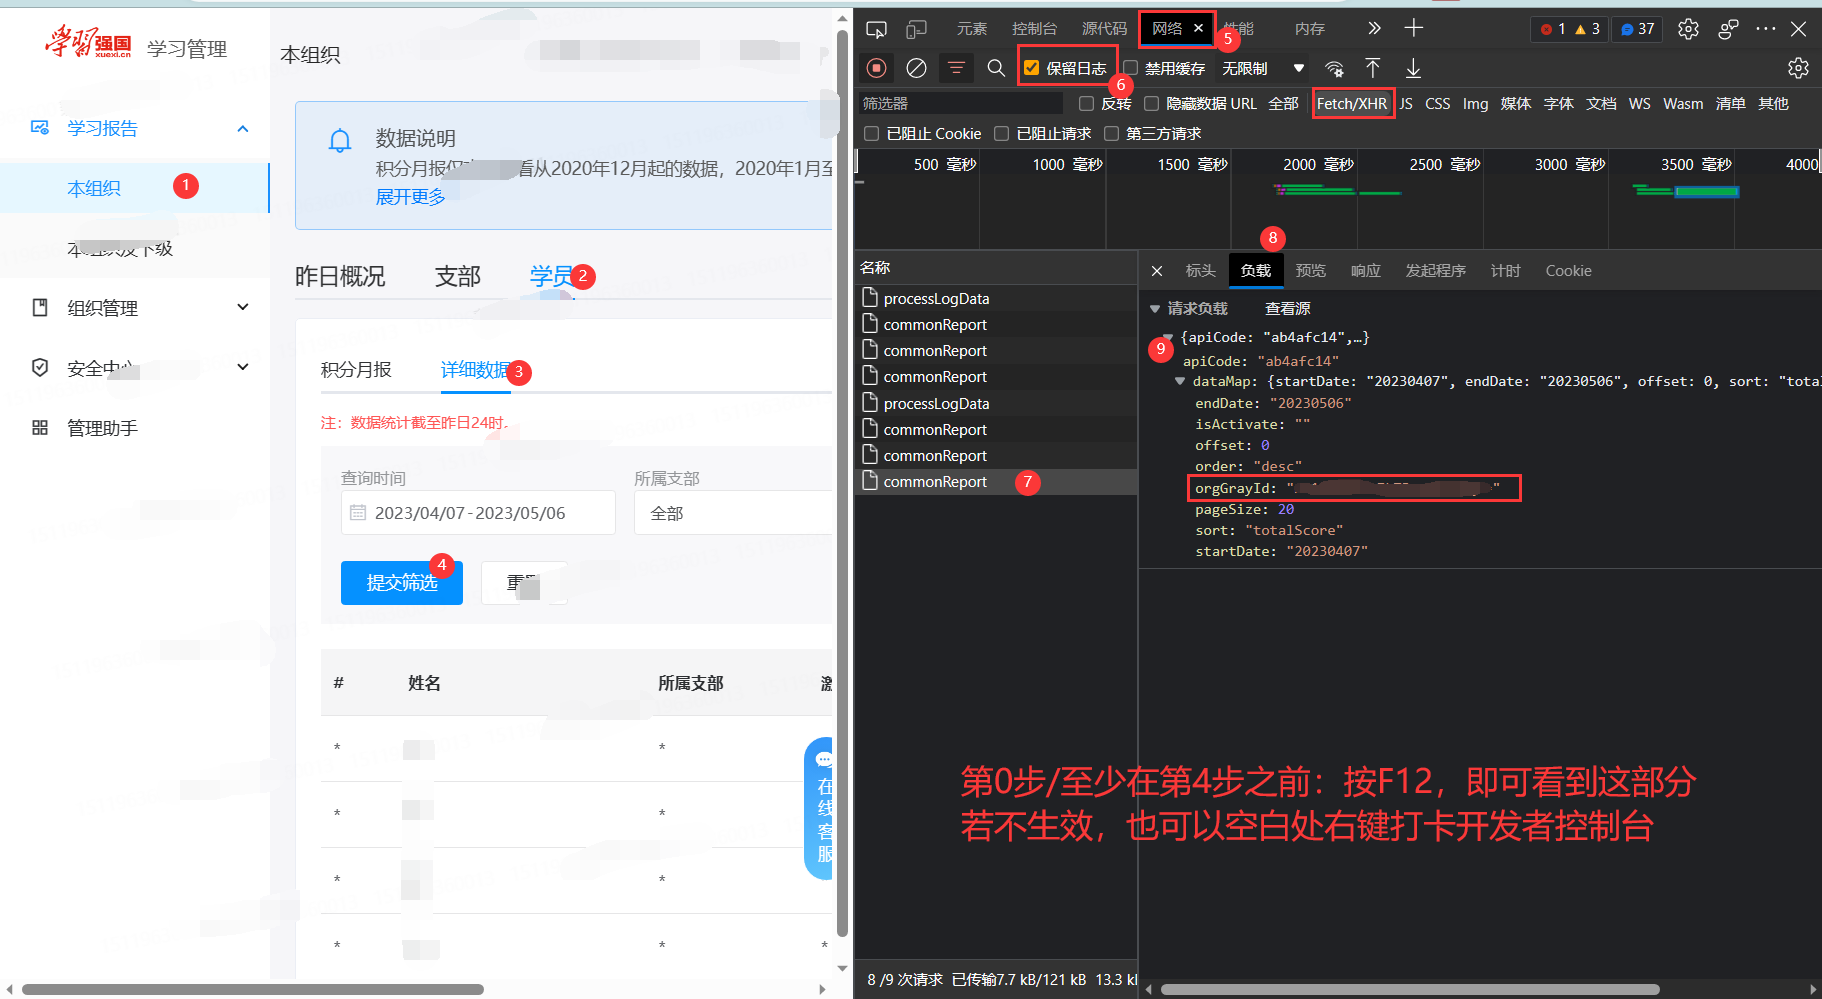 学习强国
xuexi.cn
学习管理
学习报告
本组织
1
本组织及下级
组织管理
安全中心
管理助手
本组织
数据说明
看从2020年12月起的数据，2020年1月至
展开更多
昨日概况
支部
学员
2
积分月报
详细数据
3
注：数据统计截至昨日24时。
查询时间
所属支部
2023/04/07-2023/05/06
全部
提交筛选
4
#
姓名
所属支部
*
*
*
*
*
*
*
*
*
在线客服
元素
控制台
源代码
网络
5
性能
内存
1
3
37
保留日志
6
禁用缓存
无限制
筛选器
反转
隐藏数据 URL
全部
Fetch/XHR
JS
CSS
Img
媒体
字体
文档
WS
Wasm
清单
其他
已阻止 Cookie
已阻止请求
第三方请求
500 毫秒
1000 毫秒
1500 毫秒
2000 毫秒
2500 毫秒
3000 毫秒
3500 毫秒
4000
8
名称
processLogData
commonReport
commonReport
commonReport
processLogData
commonReport
commonReport
commonReport
7
标头
负载
预览
响应
发起程序
计时
Cookie
请求负载
查看源
9
{apiCode: "ab4afc14",…}
apiCode: "ab4afc14"
dataMap: {startDate: "20230407", endDate: "20230506", offset: 0, sort: "total
endDate: "20230506"
isActivate: ""
offset: 0
order: "desc"
orgGrayId:
pageSize: 20
sort: "totalScore"
startDate: "20230407"
第0步/至少在第4步之前：按F12，即可看到这部分
若不生效，也可以空白处右键打卡开发者控制台
8 /9 次请求
已传输7.7 kB/121 kB
13.3 k